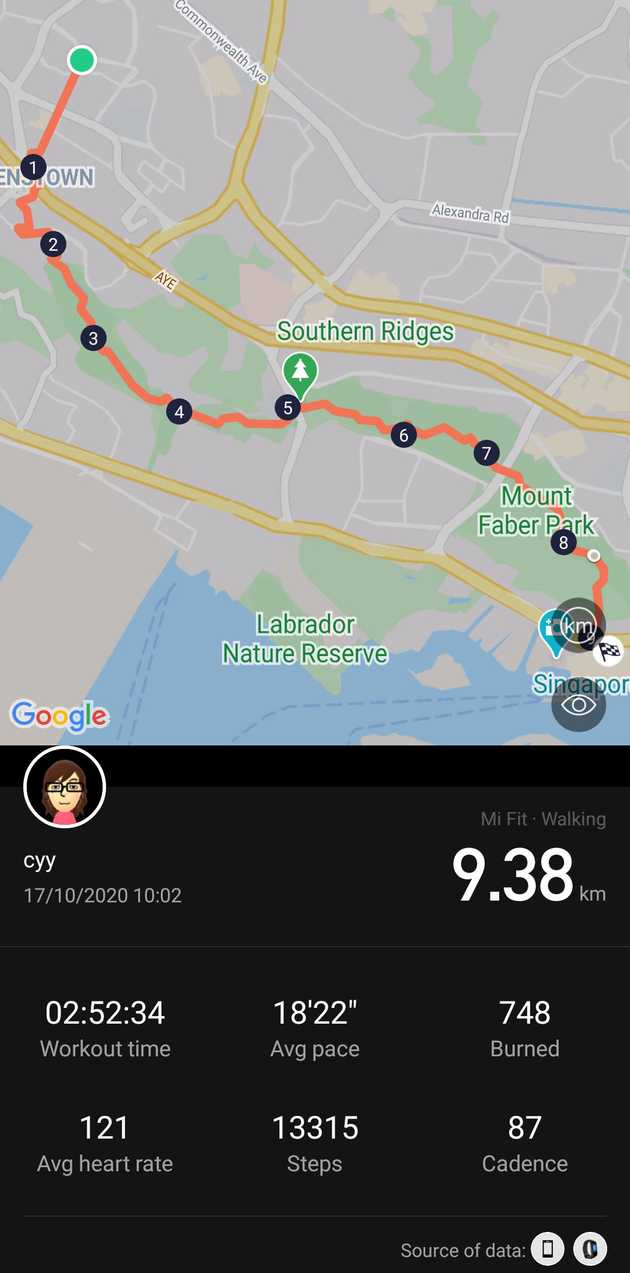 Commonwealth Ave
1
ENSTOWN
Alexandra Rd
2
AYE
Southern Ridges
3
4
5
6
7
Mount
Faber Park
8
Labrador
Nature Reserve
km
9
Singapor
Google
Mi Fit · Walking
cyy
9.38 km
17/10/2020 10:02
02:52:34
18'22"
748
Workout time
Avg pace
Burned
121
13315
87
Avg heart rate
Steps
Cadence
Source of data: